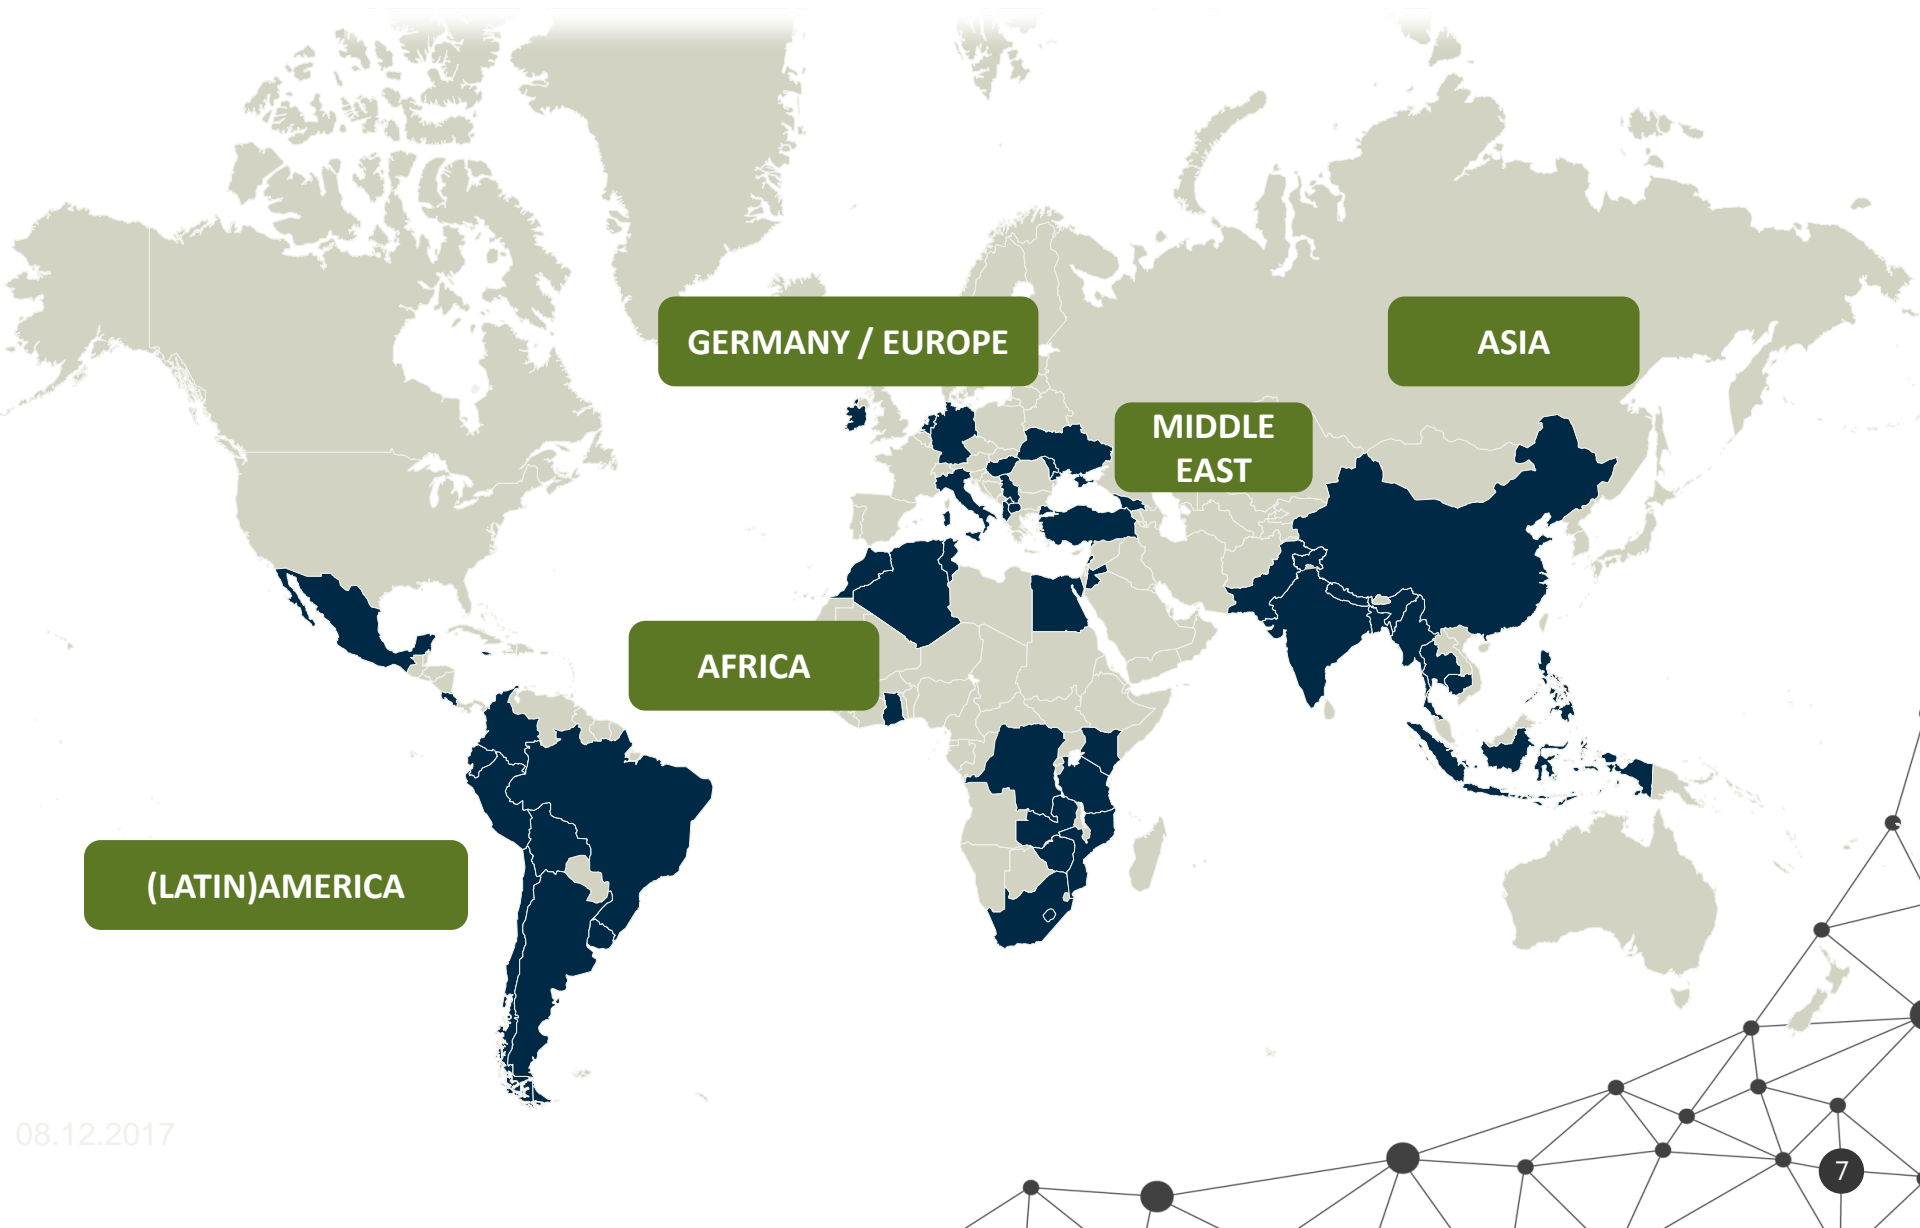 GERMANY / EUROPE
ASIA
MIDDLE
EAST
AFRICA
(LATIN)AMERICA
08.12.2017
7